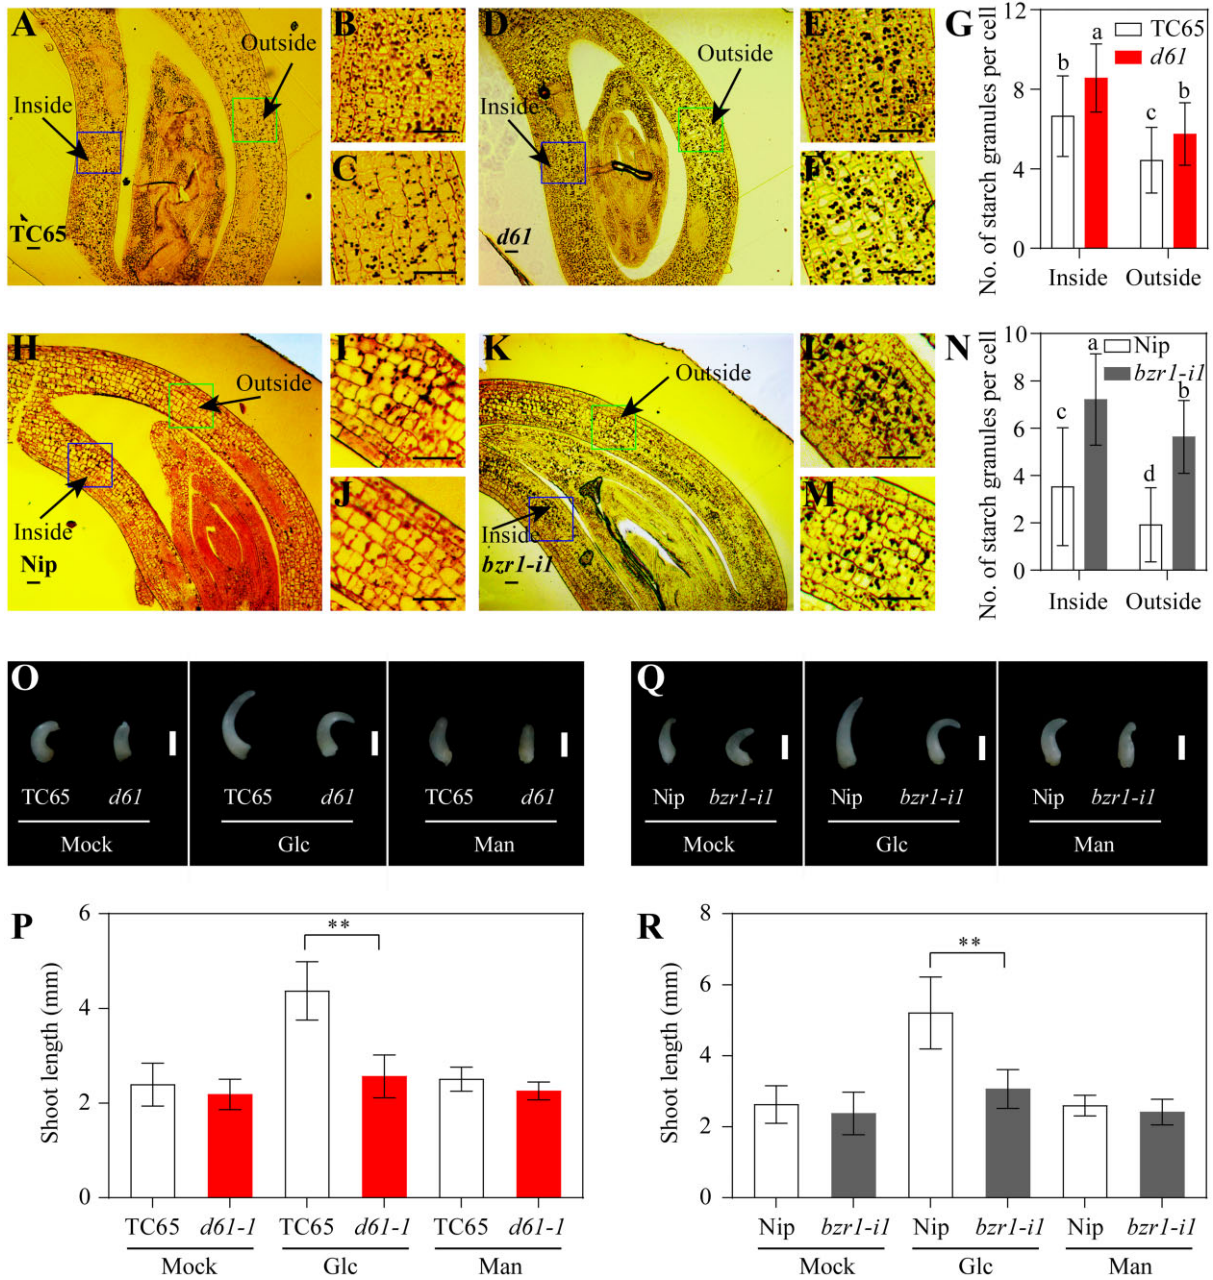 A
Outside
Inside
TC65
B
C
D
Outside
Inside
d61
E
F
G
No. of starch granules per cell
12
8
4
0
TC65
d61
b
a
c
b
Inside
Outside
H
Outside
Inside
Nip
I
J
K
Outside
Inside
bzr1-i1
L
M
N
No. of starch granules per cell
10
8
6
4
2
0
Nip
bzr1-i1
c
a
d
b
Inside
Outside
O
TC65
d61
TC65
d61
TC65
d61
Mock
Glc
Man
Q
Nip
bzr1-i1
Nip
bzr1-i1
Nip
bzr1-i1
Mock
Glc
Man
P
Shoot length (mm)
6
4
2
0
**
TC65
d61-1
TC65
d61-1
TC65
d61-1
Mock
Glc
Man
R
Shoot length (mm)
8
6
4
2
0
**
Nip
bzr1-i1
Nip
bzr1-i1
Nip
bzr1-i1
Mock
Glc
Man